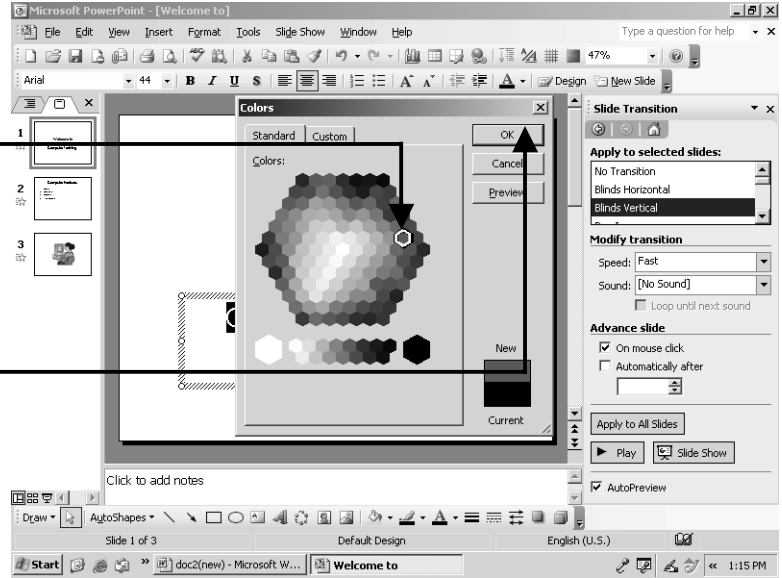 Microsoft PowerPoint - [Welcome to]
File Edit View Insert Format Tools Slide Show Window Help Type a question for help
47%
Arial 44 B I U S Design New Slide
1 Welcome to
Computer Training
2
3
Colors
Standard Custom
Colors:
OK
Cancel
Preview
New
Current
Slide Transition
Apply to selected slides:
No Transition
Blinds Horizontal
Blinds Vertical
Modify transition
Speed: Fast
Sound: [No Sound]
Loop until next sound
Advance slide
On mouse click
Automatically after
Apply to All Slides
Play Slide Show
AutoPreview
Click to add notes
Draw AutoShapes
Slide 1 of 3 Default Design English (U.S.)
Start doc2(new) - Microsoft W... Welcome to 1:15 PM